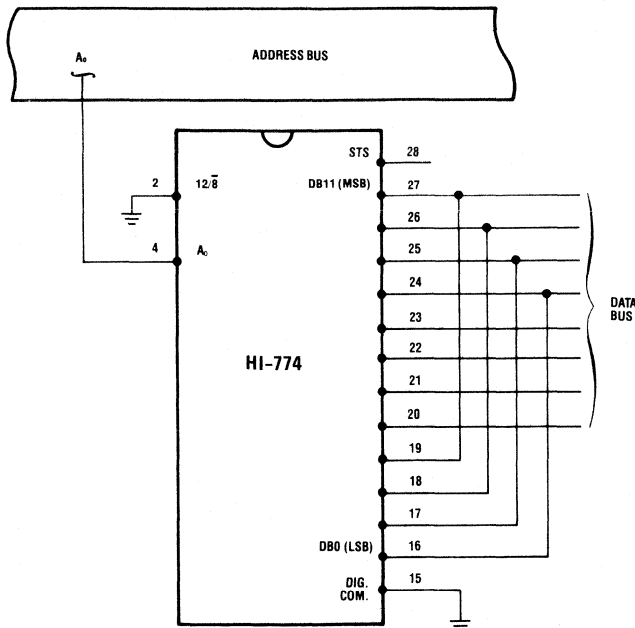 A₀
ADDRESS BUS
STS 28
2 12/8̅
DB11 (MSB) 27
26
4 A₀
25
24
DATA
BUS
23
22
HI-774
21
20
19
18
17
DB0 (LSB) 16
DIG.
COM.
15